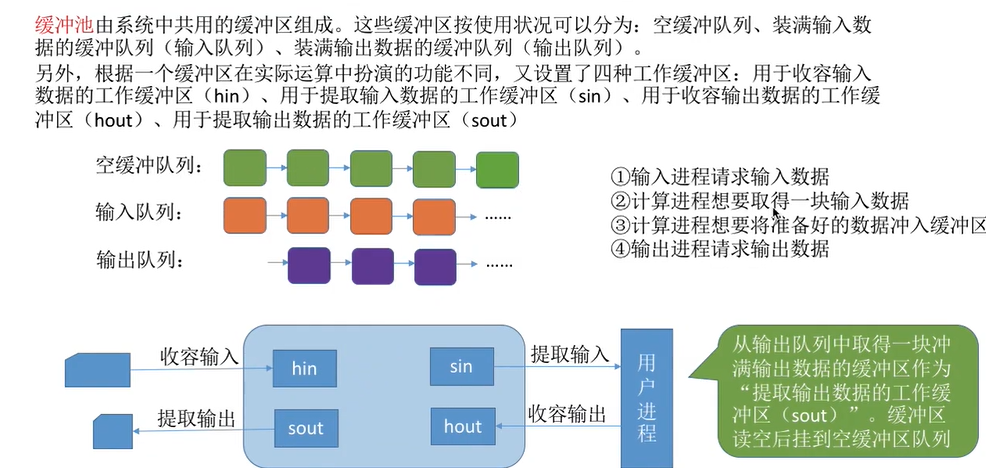 缓冲池由系统中共用的缓冲区组成。这些缓冲区按使用状况可以分为：空缓冲队列、装满输入数
据的缓冲队列（输入队列）、装满输出数据的缓冲队列（输出队列）。
另外，根据一个缓冲区在实际运算中扮演的功能不同，又设置了四种工作缓冲区：用于收容输入
数据的工作缓冲区（hin）、用于提取输入数据的工作缓冲区（sin）、用于收容输出数据的工作缓
冲区（hout）、用于提取输出数据的工作缓冲区（sout）
空缓冲队列：
输入队列：
......
输出队列：
......
①输入进程请求输入数据
②计算进程想要取得一块输入数据
③计算进程想要将准备好的数据冲入缓冲区
④输出进程请求输出数据
收容输入
hin
sin
提取输入
提取输出
sout
hout
收容输出
用户进程
从输出队列中取得一块冲
满输出数据的缓冲区作为
“提取输出数据的工作缓
冲区（sout）”。缓冲区
读空后挂到空缓冲区队列